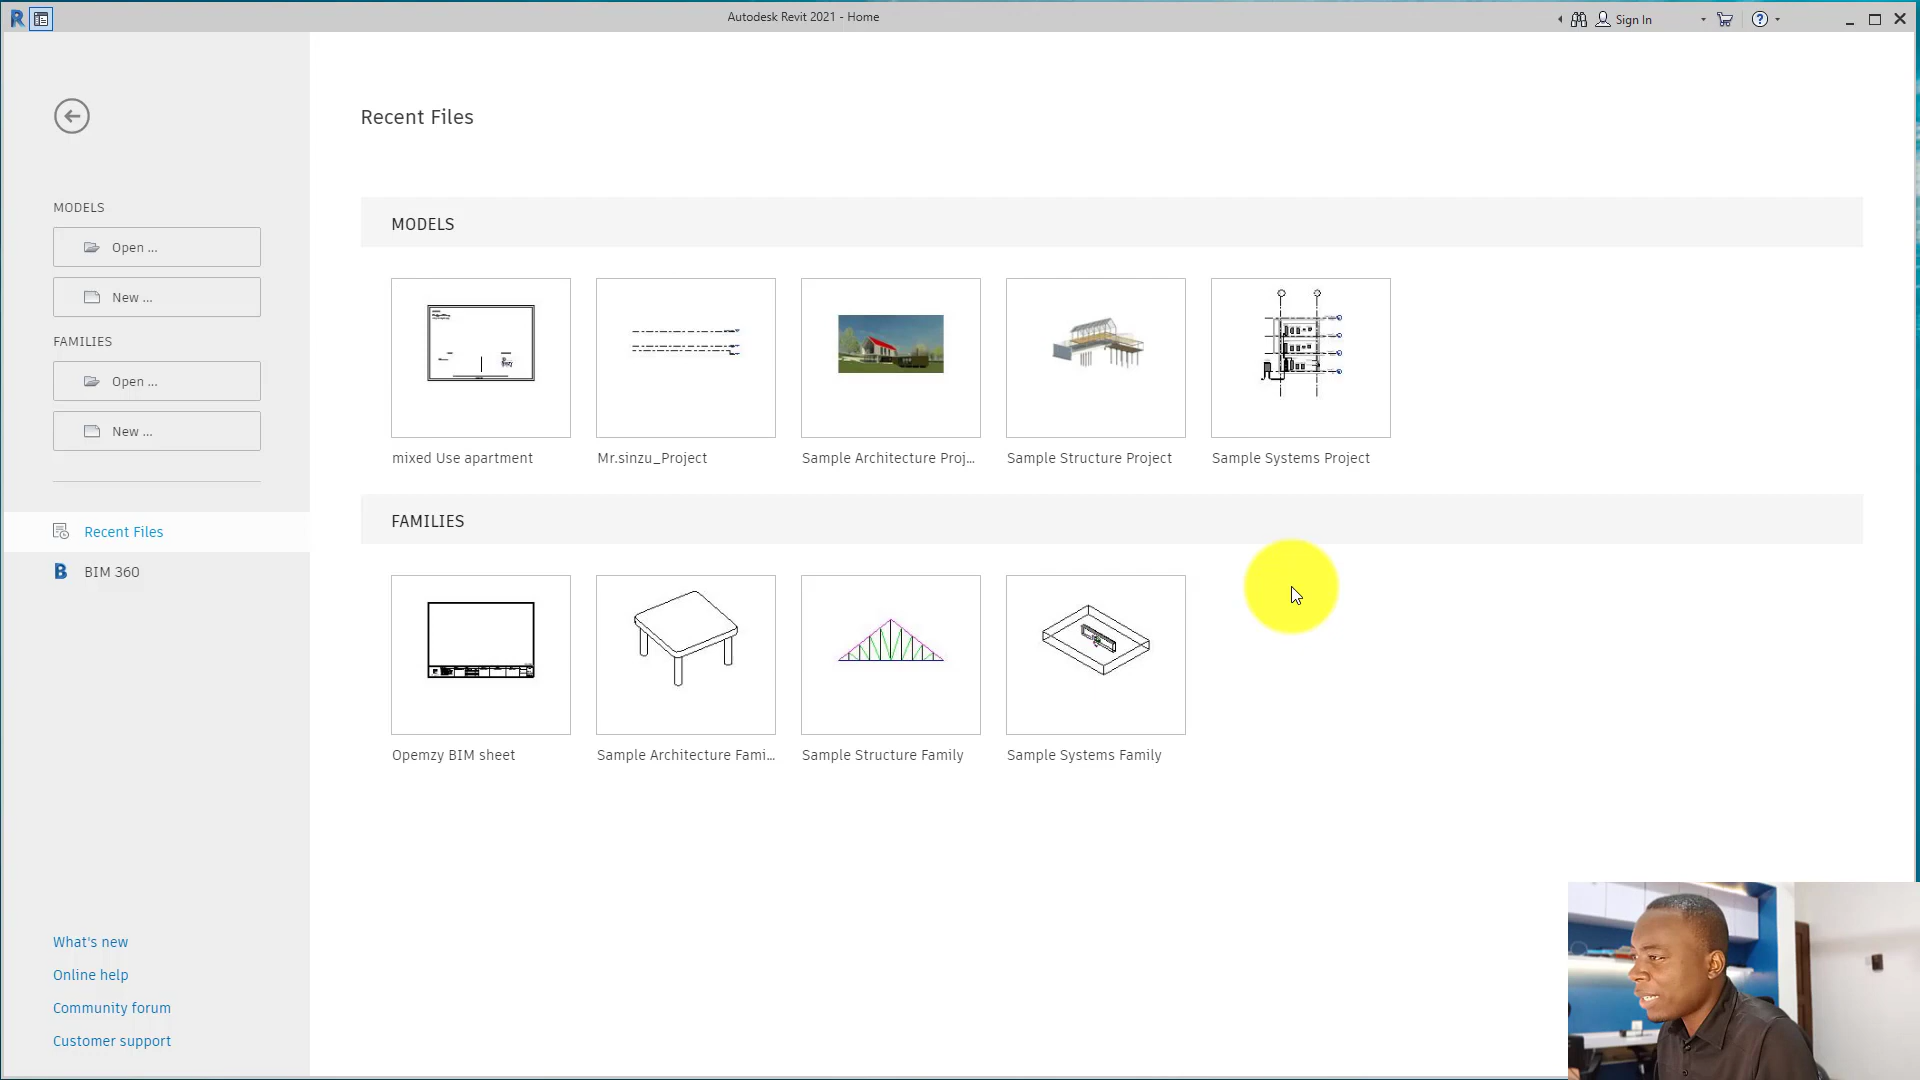 Autodesk Revit 2021 - Home
Sign In
Recent Files
MODELS
Open ...
New ...
FAMILIES
Open ...
New ...
Recent Files
BIM 360
What's new
Online help
Community forum
Customer support
MODELS
mixed Use apartment
Mr.sinzu_Project
Sample Architecture Proj...
Sample Structure Project
Sample Systems Project
FAMILIES
Opemzy BIM sheet
Sample Architecture Fami...
Sample Structure Family
Sample Systems Family